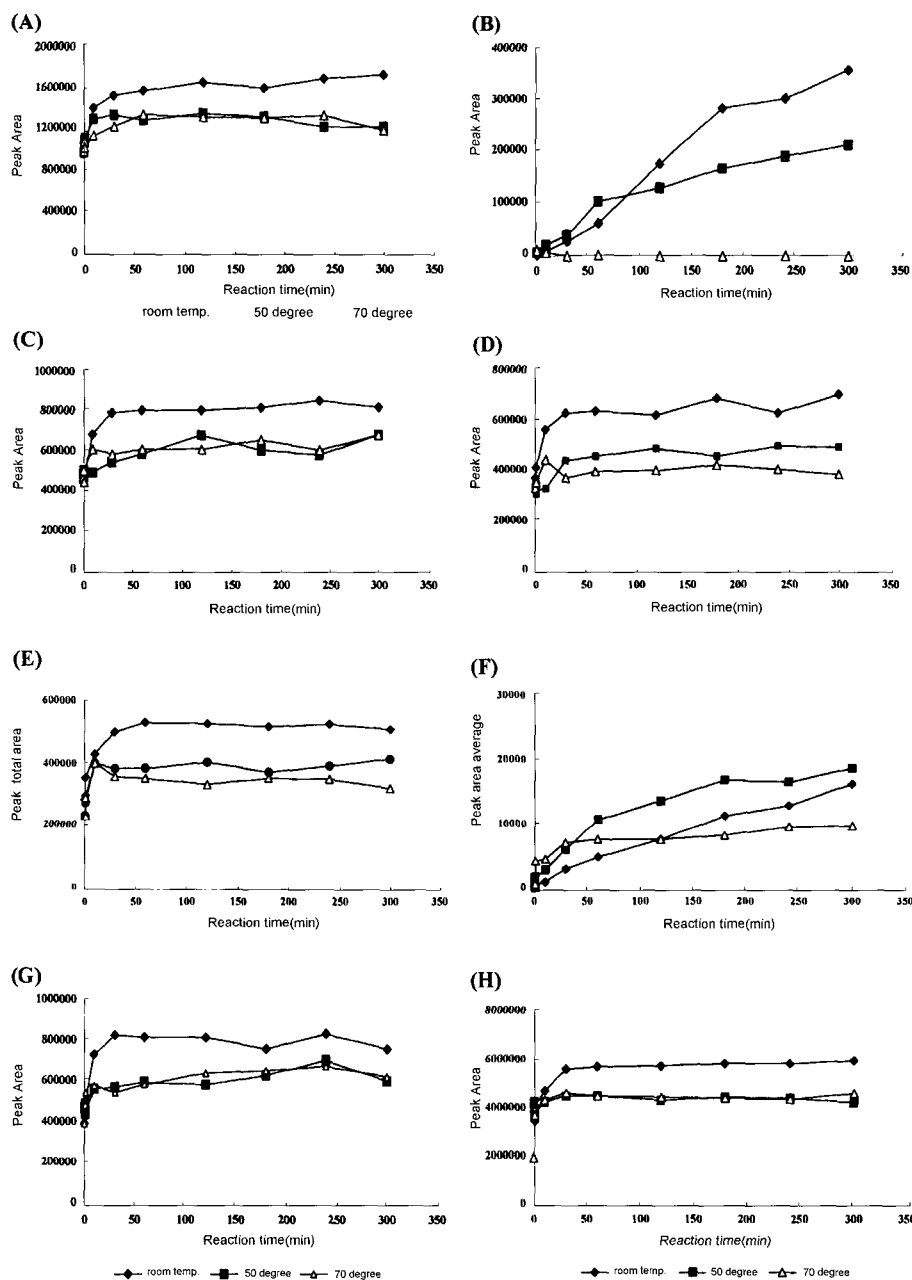 (A)
2000000
1600000
1200000
800000
400000
0
Peak Area
0 50 100 150 200 250 300 350
Reaction time(min)
room temp. 50 degree 70 degree
(B)
400000
300000
200000
100000
0
Peak Area
0 50 100 150 200 250 300 350
Reaction time(min)
(C)
1000000
800000
600000
400000
200000
0
Peak Area
0 50 100 150 200 250 300 350
Reaction time(min)
(D)
800000
600000
400000
200000
0
Peak Area
0 50 100 150 200 250 300 350
Reaction time(min)
(E)
600000
400000
200000
0
Peak total area
0 50 100 150 200 250 300 350
Reaction time(min)
(F)
30000
20000
10000
0
Peak area average
0 50 100 150 200 250 300 350
Reaction time(min)
(G)
1000000
800000
600000
400000
200000
0
Peak Area
0 50 100 150 200 250 300 350
Reaction time(min)
room temp. 50 degree 70 degree
(H)
8000000
6000000
4000000
2000000
0
Peak Area
0 50 100 150 200 250 300 350
Reaction time(min)
room temp. 50 degree 70 degree